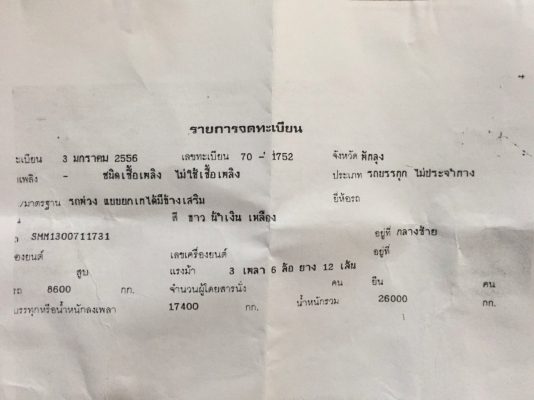 รายการจดทะเบียน
ะเบียน 3 มกราคม 2556 เลขทะเบียน 70 - 1752 จังหวัด พัทลุง
เพลิง - ชนิดเชื้อเพลิง ไม่ใช้เชื้อเพลิง ประเภท รถบรรทุก ไม่ประจำทาง
/มาตรฐาน รถพ่วง แบบยกเทได้มีข้างเสริม ยี่ห้อรถ
สี ขาว น้ำเงิน เหลือง
SMM1300711731 อยู่ที่ กลางซ้าย
องยนต์ เลขเครื่องยนต์ อยู่ที่
สูบ แรงม้า 3 เพลา 6 ล้อ ยาง 12 เส้น
รถ 8600 กก. จำนวนผู้โดยสารนั่ง คน ยืน คน
บรรทุกหรือน้ำหนักลงเพลา 17400 กก. น้ำหนักรวม 26000 กก.